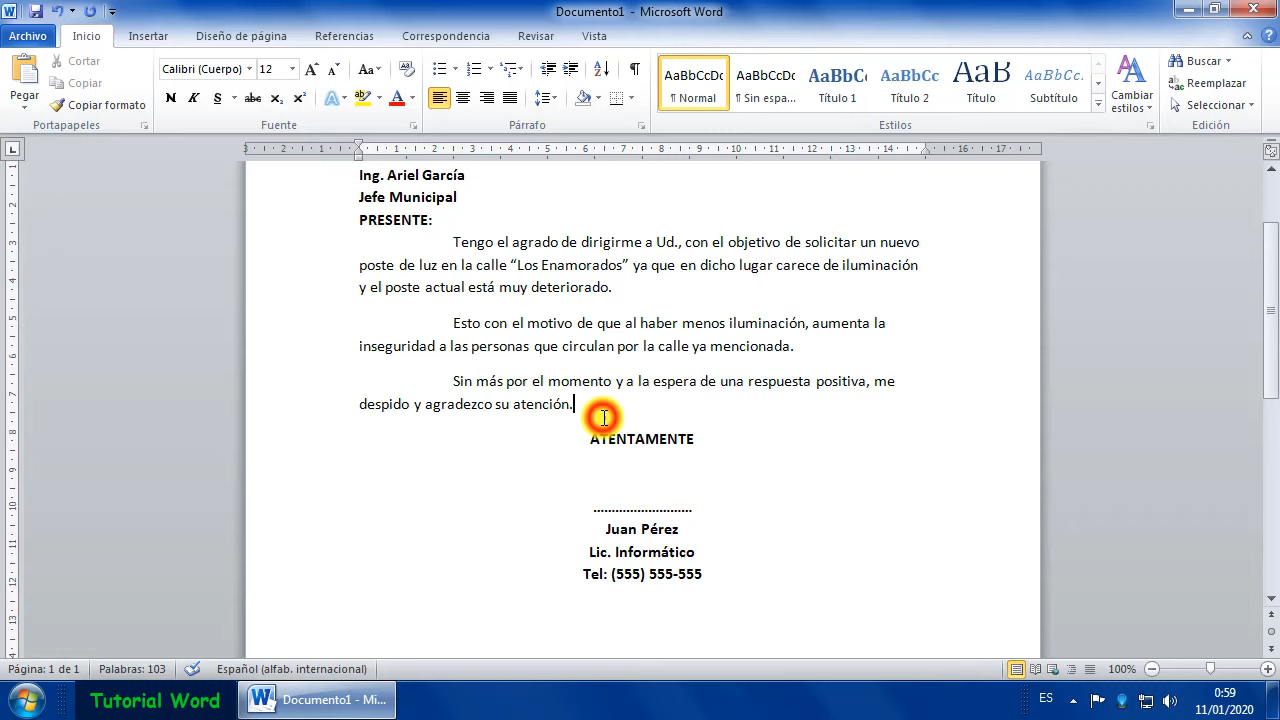 Documento1 - Microsoft Word
Archivo Inicio Insertar Diseño de página Referencias Correspondencia Revisar Vista
Pegar
Cortar
Copiar
Copiar formato
Portapapeles
Calibri (Cuerpo) 12
Fuente
Párrafo
AaBbCcDc AaBbCcDc AaBbC AaBbCc AaB AaBbCc.
¶ Normal ¶ Sin espa... Título 1 Título 2 Título Subtítulo
Estilos
Cambiar estilos
Buscar
Reemplazar
Seleccionar
Edición
Ing. Ariel García
Jefe Municipal
PRESENTE:
Tengo el agrado de dirigirme a Ud., con el objetivo de solicitar un nuevo
poste de luz en la calle “Los Enamorados” ya que en dicho lugar carece de iluminación
y el poste actual está muy deteriorado.
Esto con el motivo de que al haber menos iluminación, aumenta la
inseguridad a las personas que circulan por la calle ya mencionada.
Sin más por el momento y a la espera de una respuesta positiva, me
despido y agradezco su atención.
ATENTAMENTE
...........................
Juan Pérez
Lic. Informático
Tel: (555) 555-555
Página: 1 de 1 Palabras: 103 Español (alfab. internacional) 100%
Tutorial Word Documento1 - Mi... ES 0:59
11/01/2020